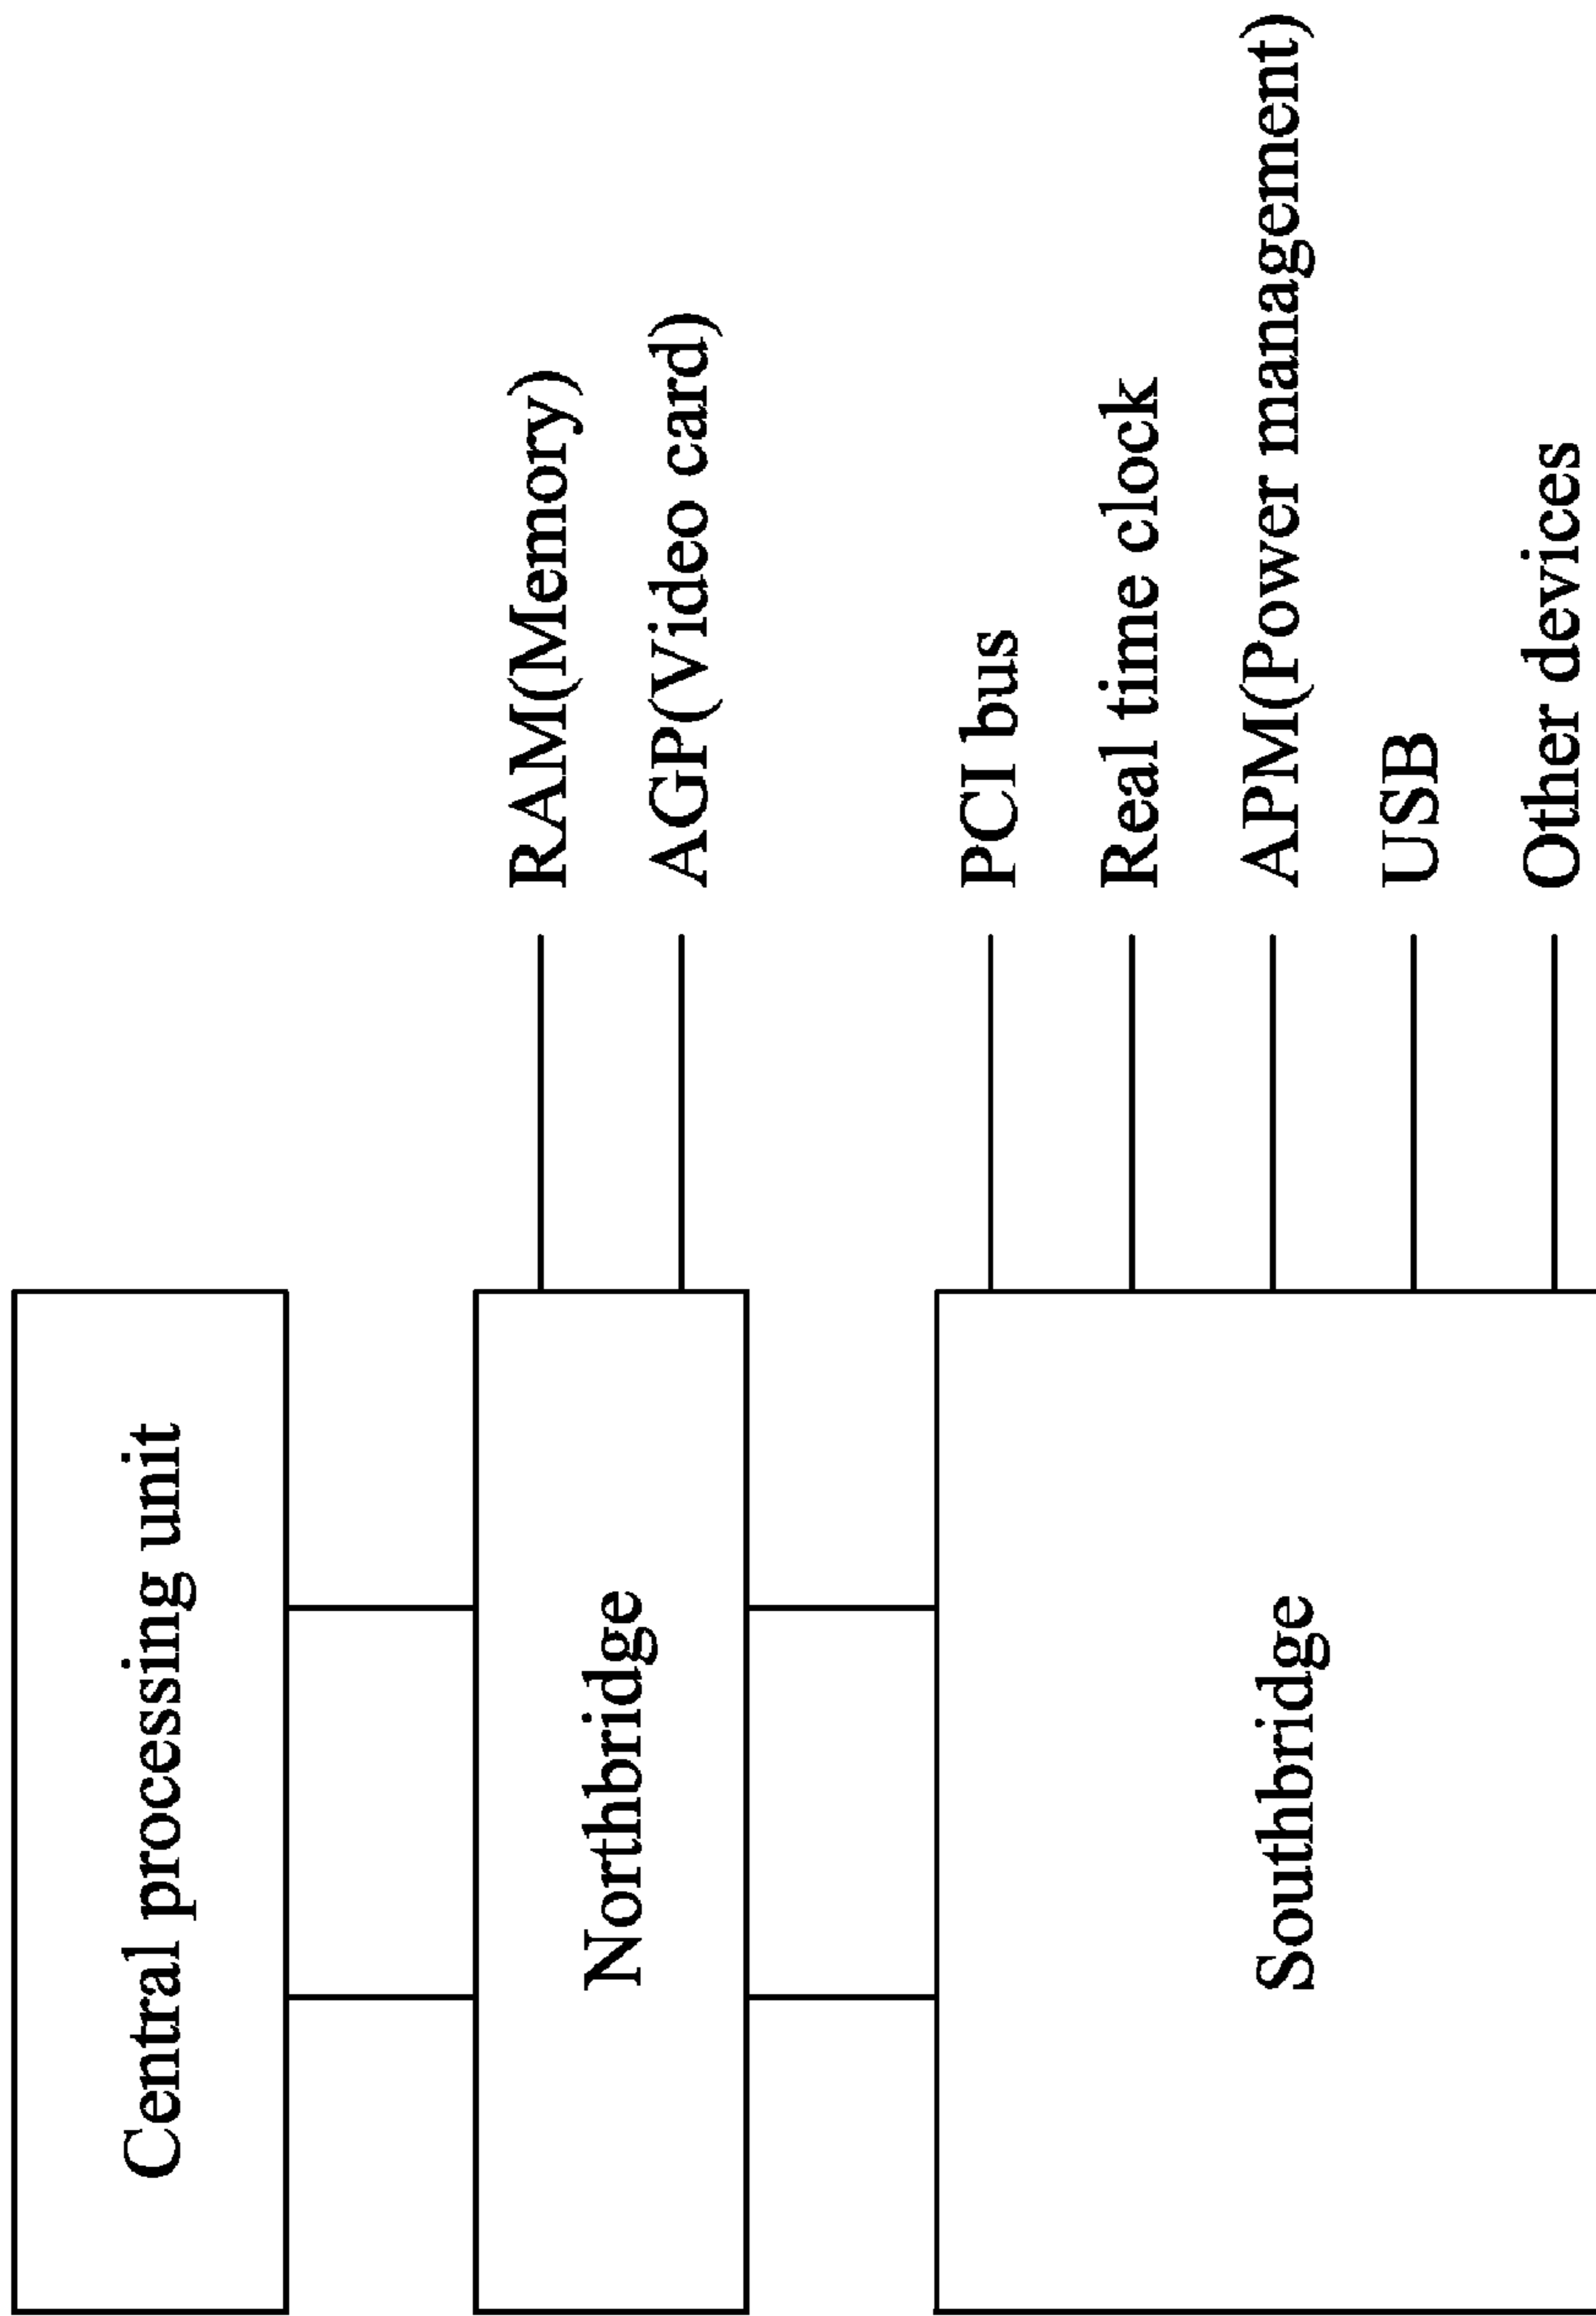 Central processing unit
Northbridge
RAM(Memory)
AGP(Video card)
Southbridge
PCI bus
Real time clock
APM(Power management)
USB
Other devices